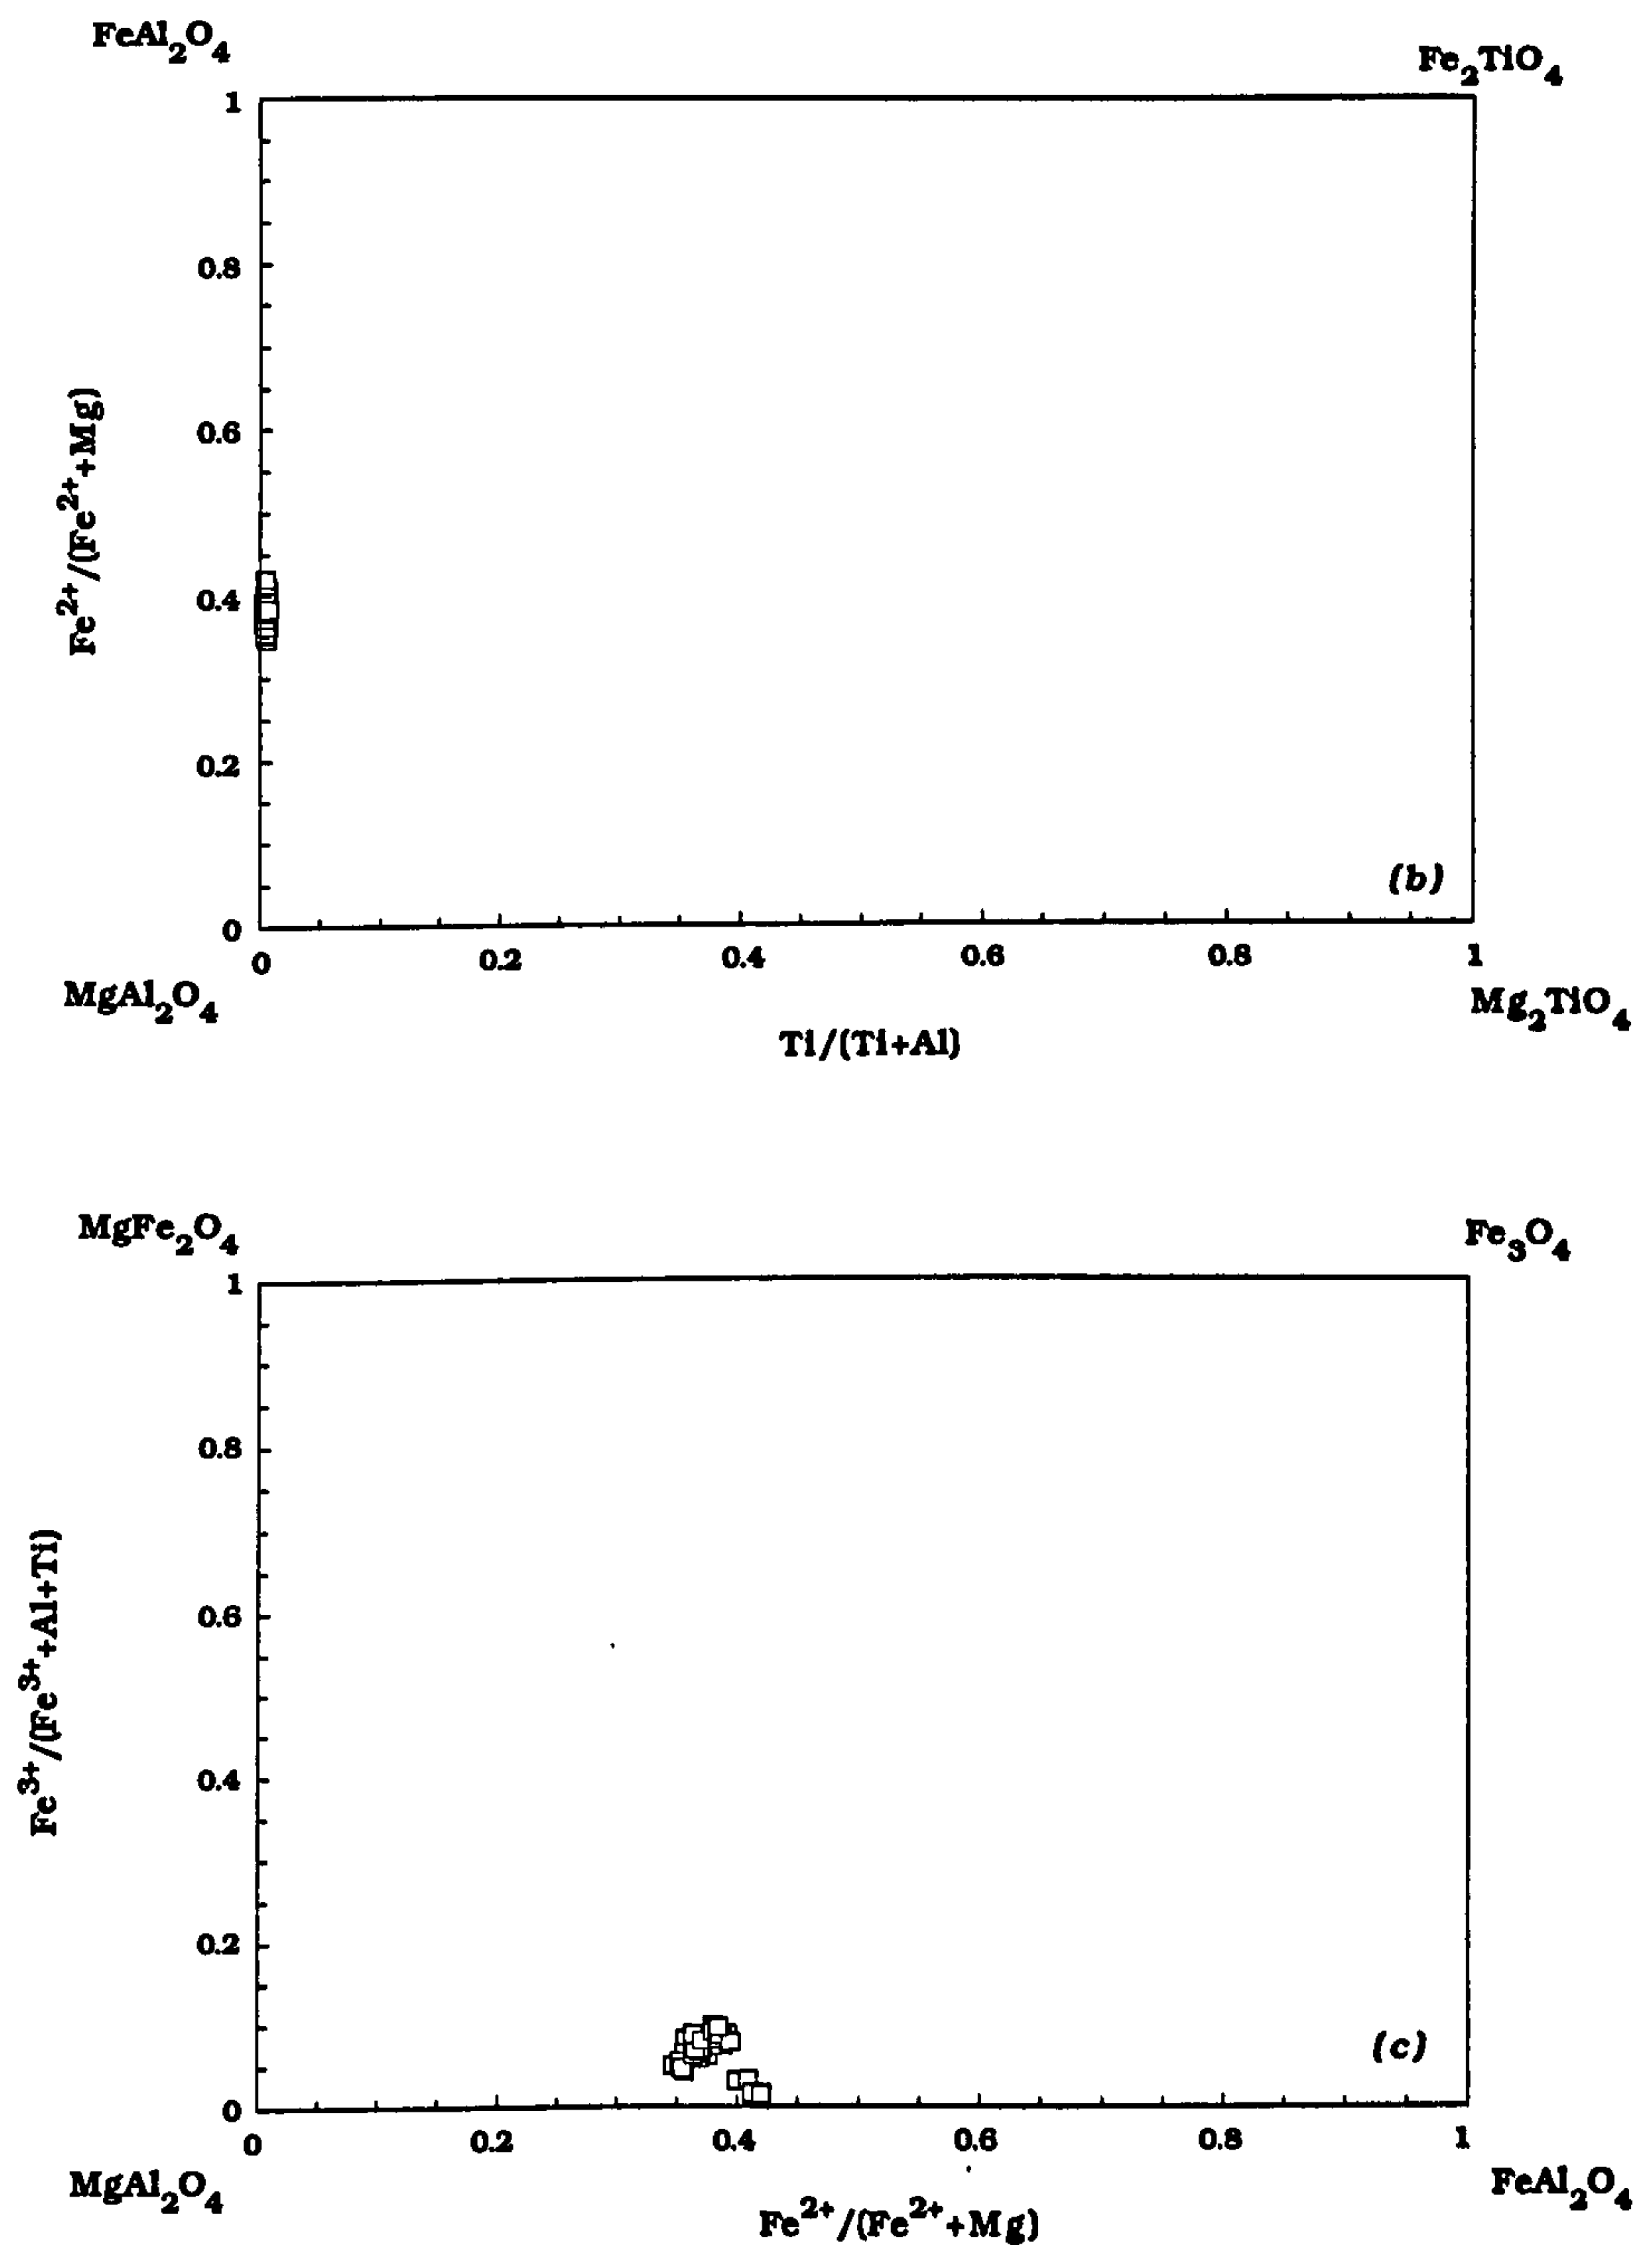 FeAl₂O₄
Fe₂TiO₄
1
0.8
0.6
0.4
0.2
0
Fe²⁺/(Fe²⁺+Mg)
(b)
0 0.2 0.4 0.6 0.8 1
MgAl₂O₄
Mg₂TiO₄
Ti/(Ti+Al)
MgFe₂O₄
Fe₃O₄
1
0.8
0.6
0.4
0.2
0
Fe³⁺/(Fe³⁺+Al+Ti)
(c)
0 0.2 0.4 0.6 0.8 1
MgAl₂O₄
FeAl₂O₄
Fe²⁺/(Fe²⁺+Mg)